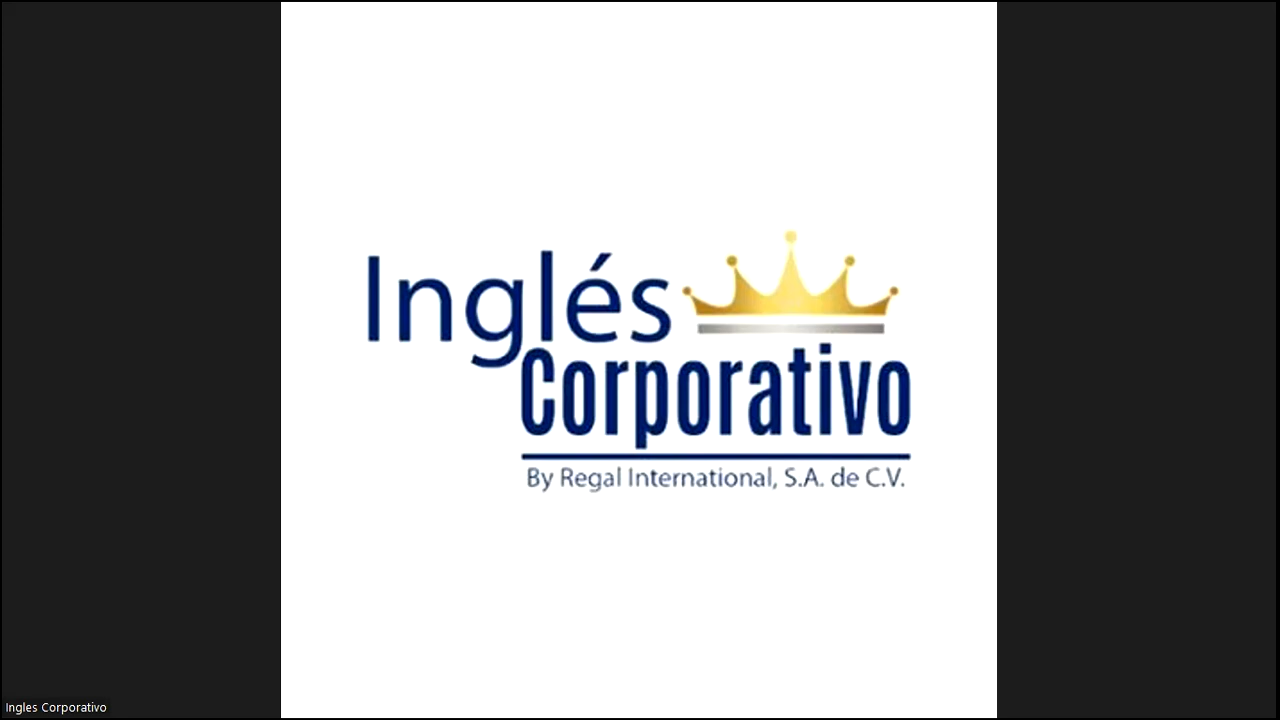 Inglés
Corporativo
By Regal International, S.A. de C.V.
Ingles Corporativo